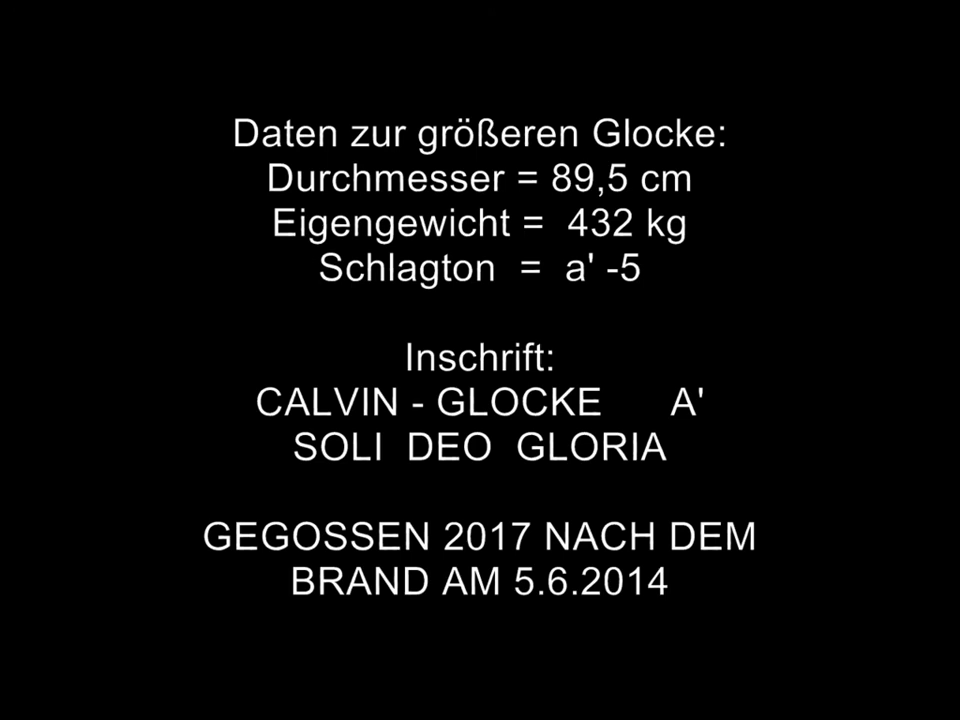 Daten zur größeren Glocke:
Durchmesser = 89,5 cm
Eigengewicht =  432 kg
Schlagton  =  a' -5
Inschrift:
CALVIN - GLOCKE      A'
SOLI  DEO  GLORIA
GEGOSSEN 2017 NACH DEM
BRAND AM 5.6.2014